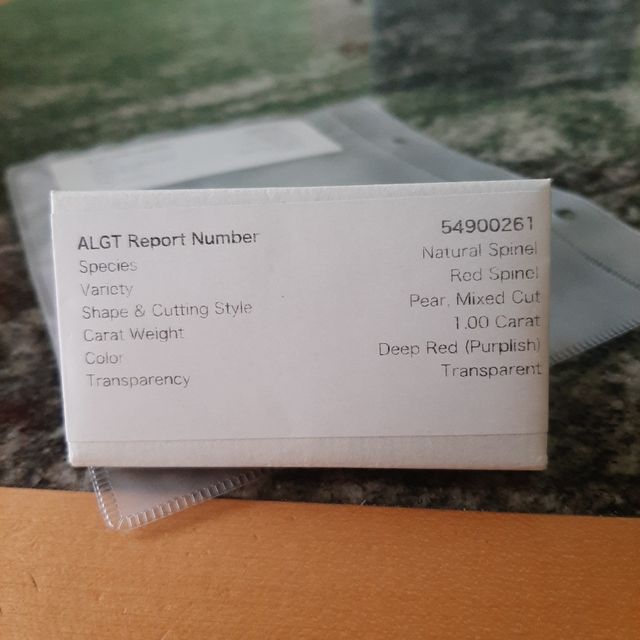 ALGT Report Number 54900261
Species Natural Spinel
Variety Red Spinel
Shape & Cutting Style Pear, Mixed Cut
Carat Weight 1.00 Carat
Color Deep Red (Purplish)
Transparency Transparent